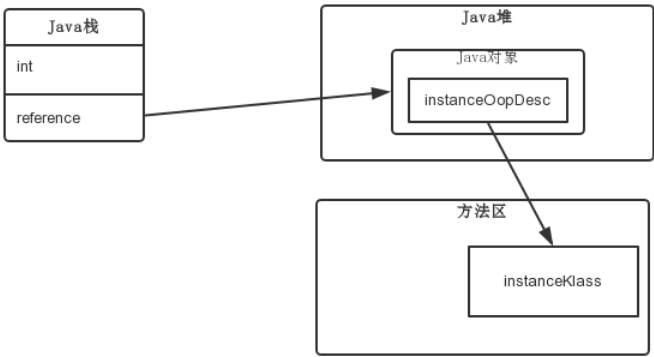 Java栈
int
reference
Java堆
Java对象
instanceOopDesc
方法区
instanceKlass